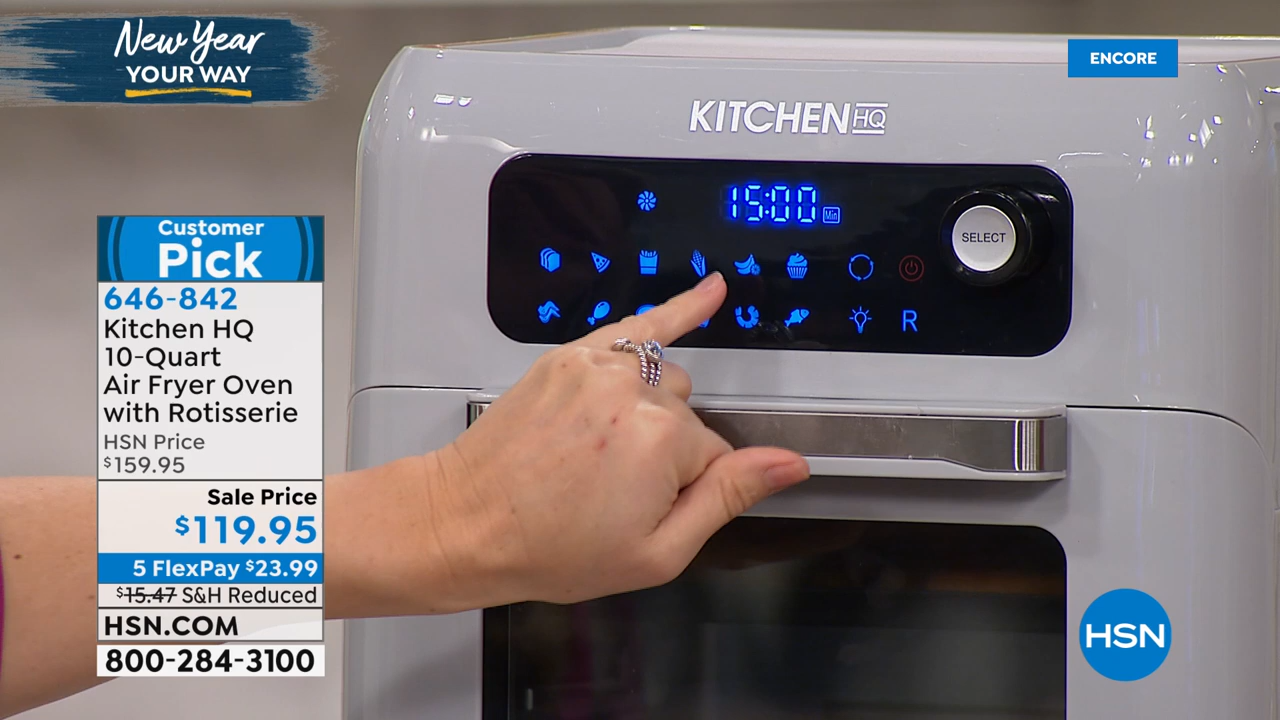 New Year
YOUR WAY
ENCORE
KITCHEN HQ
15:00 Min
SELECT
R
Customer
Pick
646-842
Kitchen HQ
10-Quart
Air Fryer Oven
with Rotisserie
HSN Price
$159.95
Sale Price
$119.95
5 FlexPay $23.99
$15.47 S&H Reduced
HSN.COM
800-284-3100
HSN